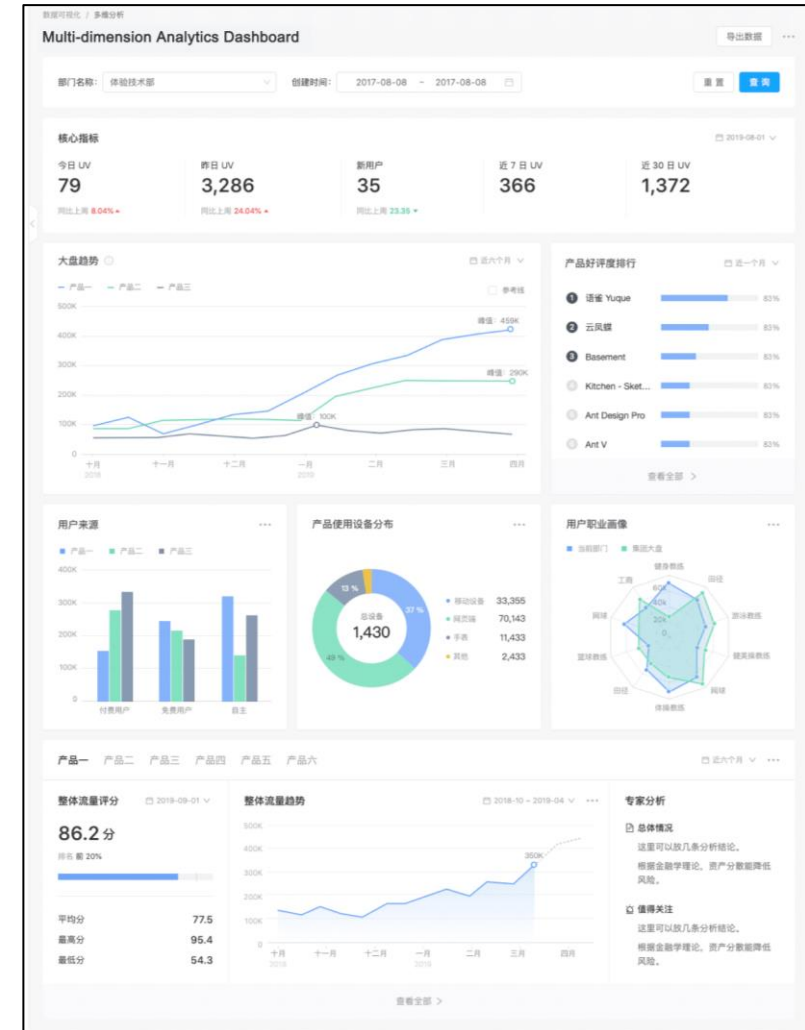 数据可视化 / 多维分析
Multi-dimension Analytics Dashboard
导出数据 •••
部门名称: 体验技术部 创建时间: 2017-08-08 ~ 2017-08-08 重 置 查 询
核心指标 2019-08-01
今日 UV 昨日 UV 新用户 近 7 日 UV 近 30 日 UV
79 3,286 35 366 1,372
同比上周 8.04% 同比上周 24.04% 同比上周 23.35
大盘趋势 近六个月
产品一 产品二 产品三 参考线
500K
峰值: 459K
400K
300K
峰值: 290K
200K
峰值: 100K
100K
0
十月 十一月 十二月 一月 二月 三月 四月
2018 2019
产品好评度排行 近一个月
1 语雀 Yuque 83%
2 云凤蝶 83%
3 Basement 83%
Kitchen - Sket... 83%
Ant Design Pro 83%
Ant V 83%
查看全部 >
用户来源 •••
产品一 产品二 产品三
400K
300K
200K
100K
0
付费用户 免费用户 自主
产品使用设备分布 •••
13 %
37 %
49 %
总设备
1,430
移动设备 33,355
网页端 70,143
手表 11,433
其他 2,433
用户职业画像 •••
当前部门 集团大盘
健身教练
工商 田径
60k
40k
网球 20k 游泳教练
0
篮球教练 健美操教练
田径 网球
体操教练
产品一 产品二 产品三 产品四 产品五 产品六 近六个月 •••
整体流量评分 2019-09-01
86.2 分
排名 前 20%
平均分 77.5
最高分 95.4
最低分 54.3
整体流量趋势 2018-10 ~ 2019-04 •••
500K
350K
300K
200K
100K
0
十月 十一月 十二月 一月 二月 三月 四月
2018 2019
专家分析
总体情况
这里可以放几条分析结论。
根据金融学理论，资产分散能降低
风险。
值得关注
这里可以放几条分析结论。
根据金融学理论，资产分散能降低
风险。
查看全部 >